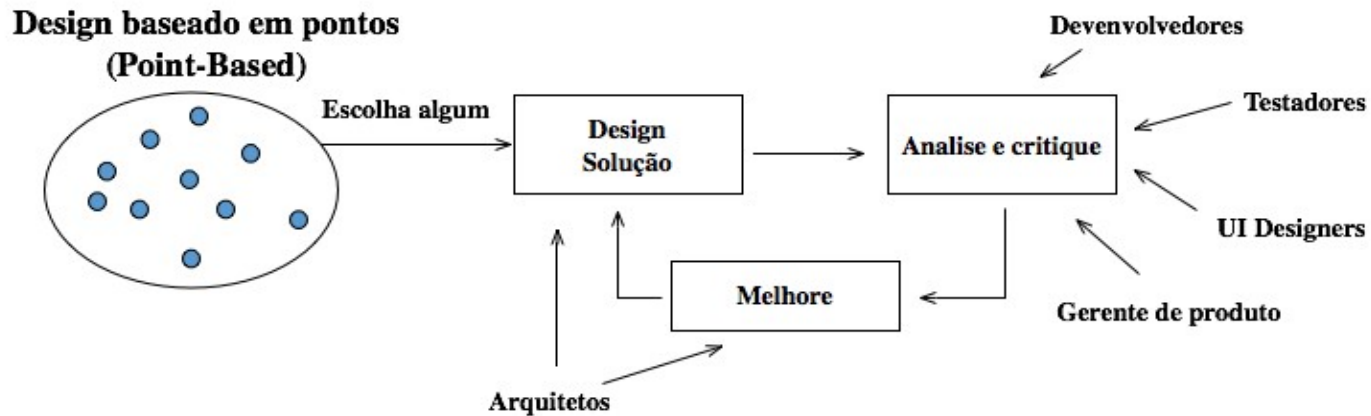 Design baseado em pontos
(Point-Based)
Escolha algum
Design
Solução
Analise e critique
Devenvolvedores
Testadores
UI Designers
Gerente de produto
Melhore
Arquitetos